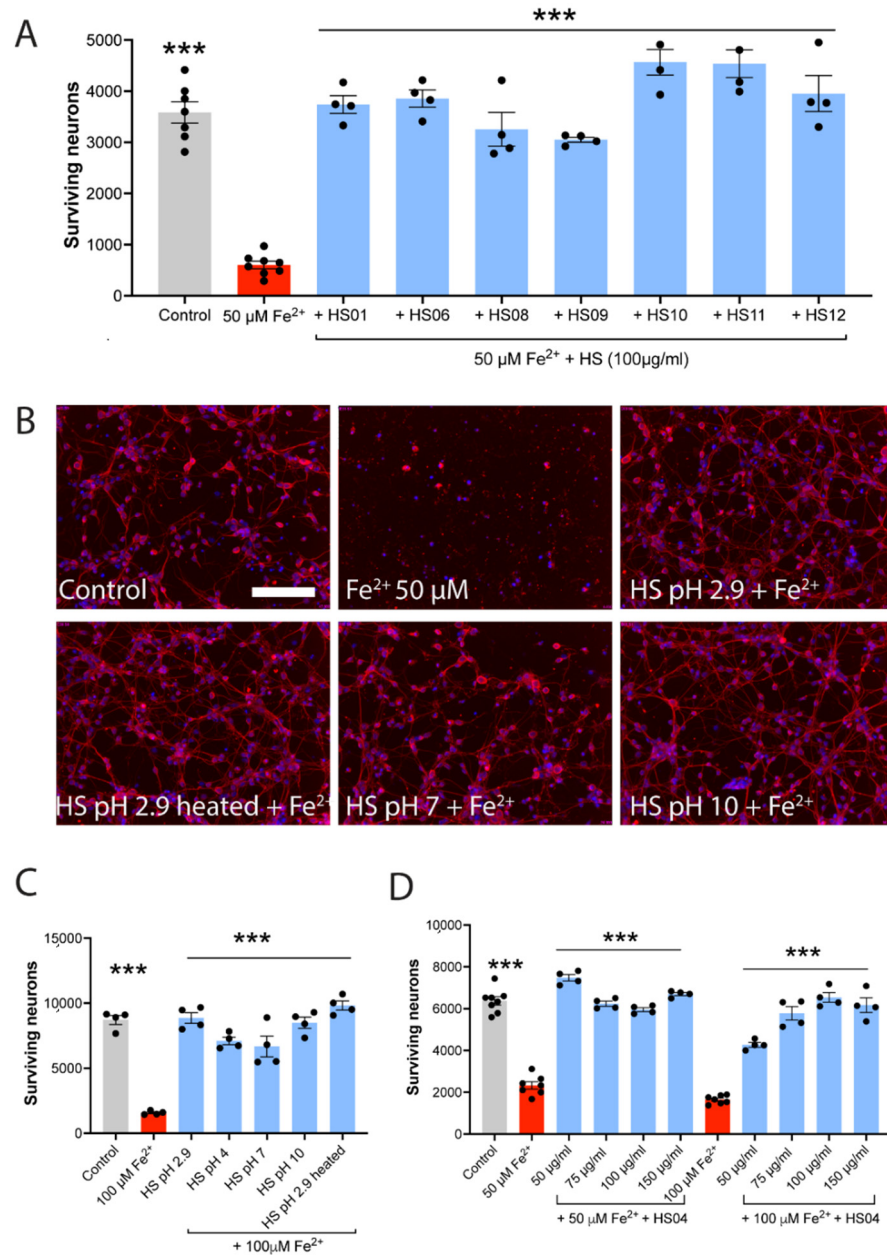 A
***
***
Surviving neurons
5000
4000
3000
2000
1000
0
Control
50 µM Fe²⁺
+ HS01
+ HS06
+ HS08
+ HS09
+ HS10
+ HS11
+ HS12
50 µM Fe²⁺ + HS (100µg/ml)
B
Control
Fe²⁺ 50 µM
HS pH 2.9 + Fe²⁺
HS pH 2.9 heated + Fe²⁺
HS pH 7 + Fe²⁺
HS pH 10 + Fe²⁺
C
***
***
Surviving neurons
15000
10000
5000
0
Control
100 µM Fe²⁺
HS pH 2.9
HS pH 4
HS pH 7
HS pH 10
HS pH 2.9 heated
+ 100µM Fe²⁺
D
***
***
***
Surviving neurons
10000
8000
6000
4000
2000
0
Control
50 µM Fe²⁺
50 µg/ml
75 µg/ml
100 µg/ml
150 µg/ml
100 µM Fe²⁺
50 µg/ml
75 µg/ml
100 µg/ml
150 µg/ml
+ 50 µM Fe²⁺ + HS04
+ 100 µM Fe²⁺ + HS04